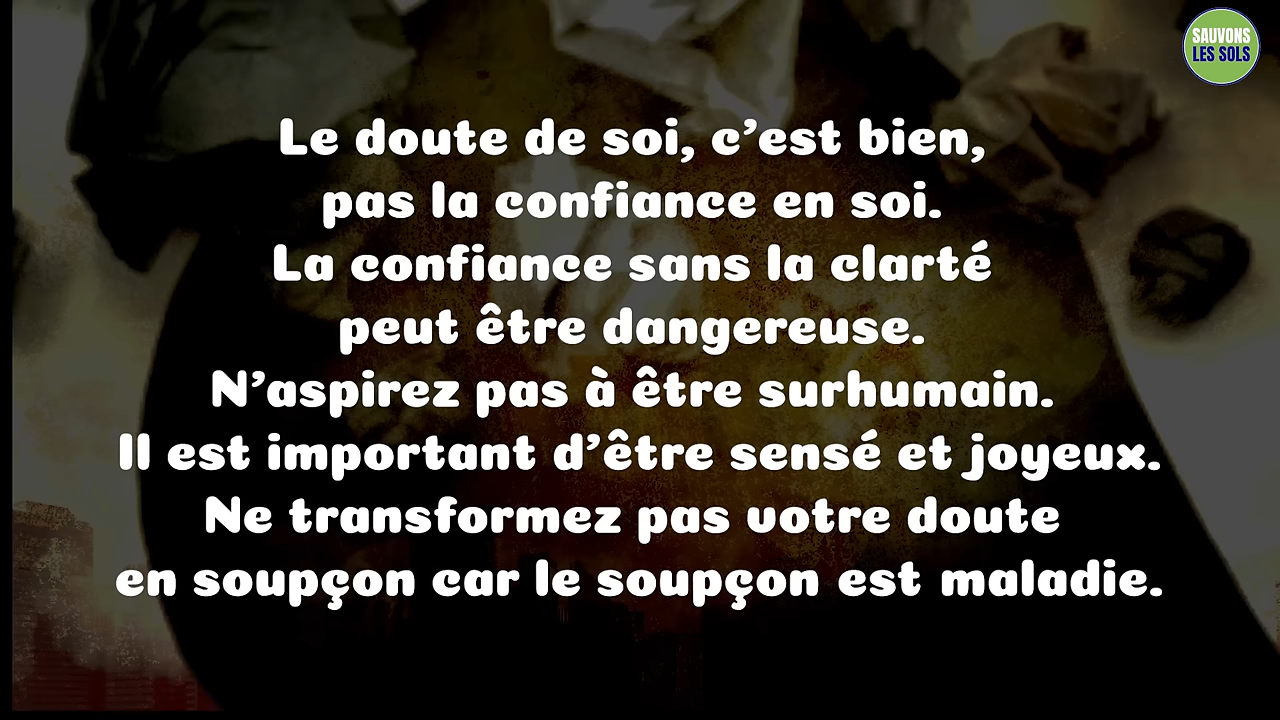 SAUVONS
LES SOLS
Le doute de soi, c’est bien,
pas la confiance en soi.
La confiance sans la clarté
peut être dangereuse.
N’aspirez pas à être surhumain.
Il est important d’être sensé et joyeux.
Ne transformez pas votre doute
en soupçon car le soupçon est maladie.